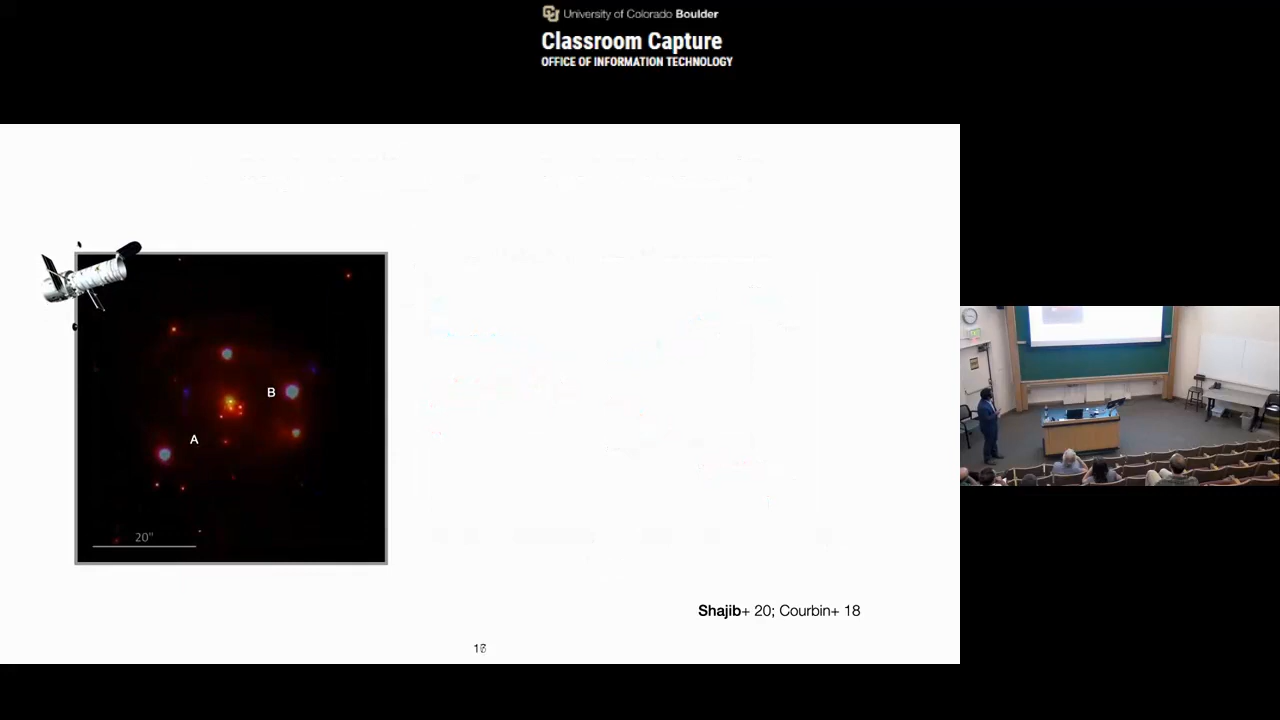 University of Colorado Boulder
Classroom Capture
OFFICE OF INFORMATION TECHNOLOGY
B
A
20"
Shajib+ 20; Courbin+ 18